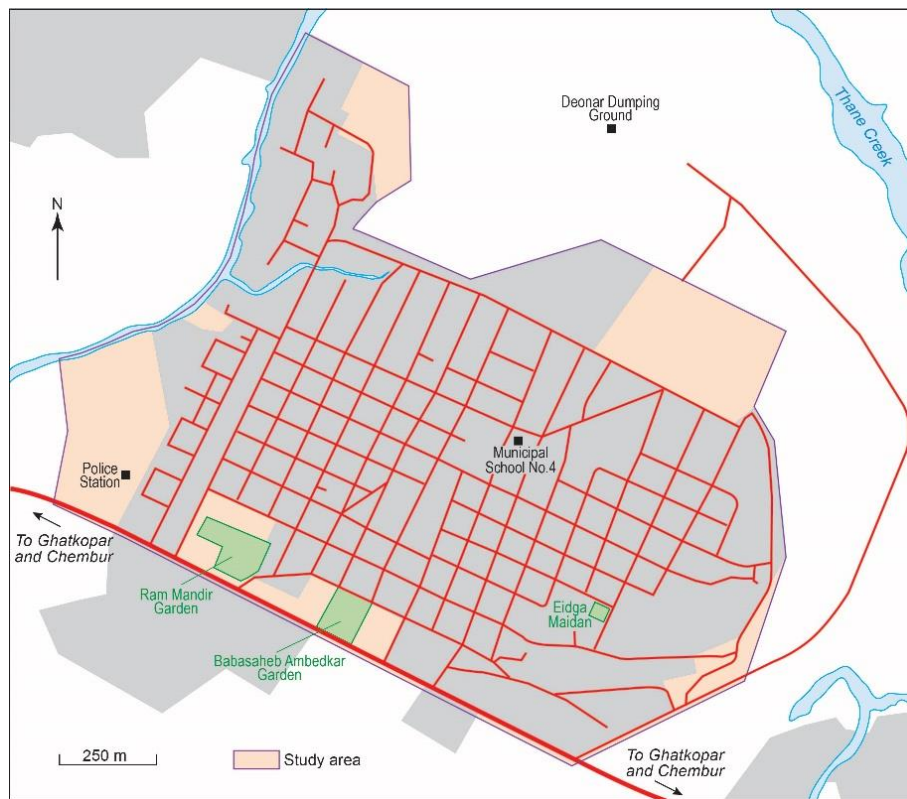 Deonar Dumping
Ground
Thane Creek
N
Municipal
School No.4
Police
Station
To Ghatkopar
and Chembur
Ram Mandir
Garden
Eidga
Maidan
Babasaheb Ambedkar
Garden
250 m
Study area
To Ghatkopar
and Chembur